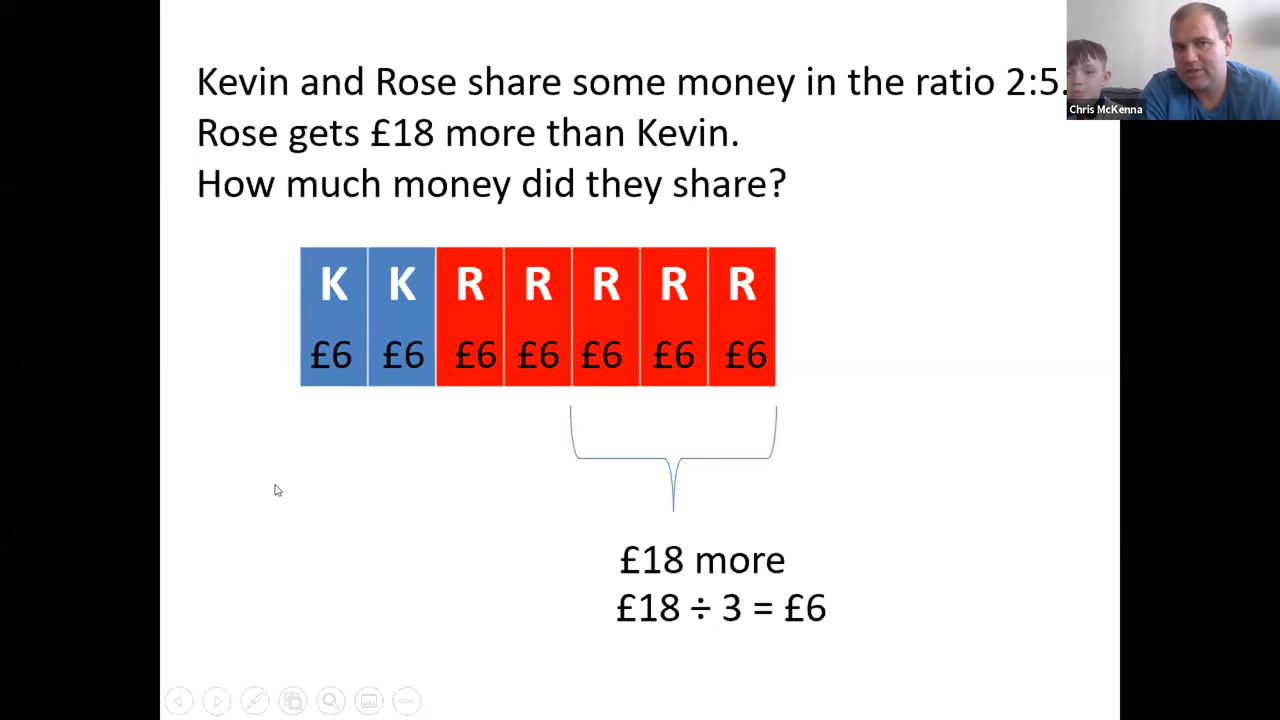 Kevin and Rose share some money in the ratio 2:5.
Rose gets £18 more than Kevin.
How much money did they share?
Chris McKenna
K K R R R R R
£6 £6 £6 £6 £6 £6 £6
£18 more
£18 ÷ 3 = £6